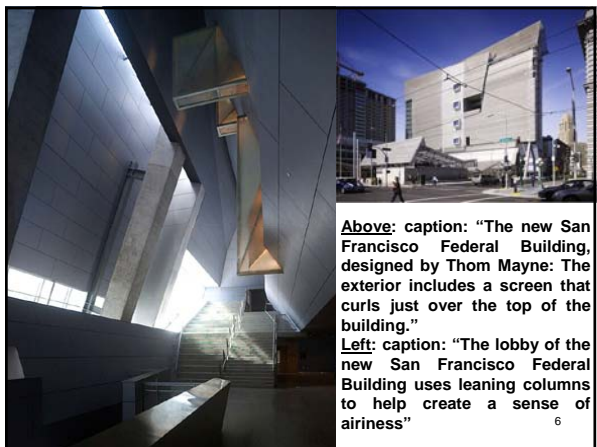 Above: caption: “The new San
Francisco Federal Building,
designed by Thom Mayne: The
exterior includes a screen that
curls just over the top of the
building.”
Left: caption: “The lobby of the
new San Francisco Federal
Building uses leaning columns
to help create a sense of
airiness”
6